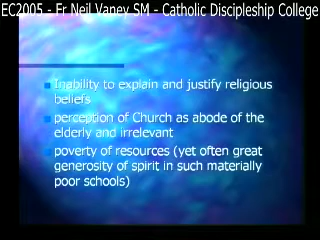 EC2005 - Fr Neil Vaney SM - Catholic Discipleship College
Inability to explain and justify religious
beliefs
perception of Church as abode of the
elderly and irrelevant
poverty of resources (yet often great
generosity of spirit in such materially
poor schools)